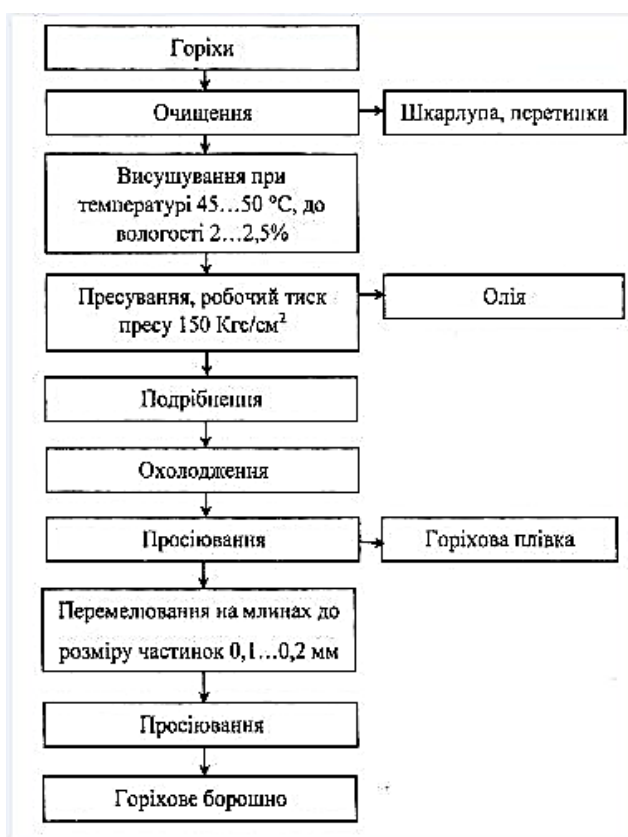 Горіхи
Очищення
Шкарлупа, перетинки
Висушування при
температурі 45...50 °С, до
вологості 2...2,5%
Пресування, робочий тиск
пресу 150 Кгс/см²
Олія
Подрібнення
Охолодження
Просіювання
Горіхова плівка
Перемелювання на млинах до
розміру частинок 0,1...0,2 мм
Просіювання
Горіхове борошно